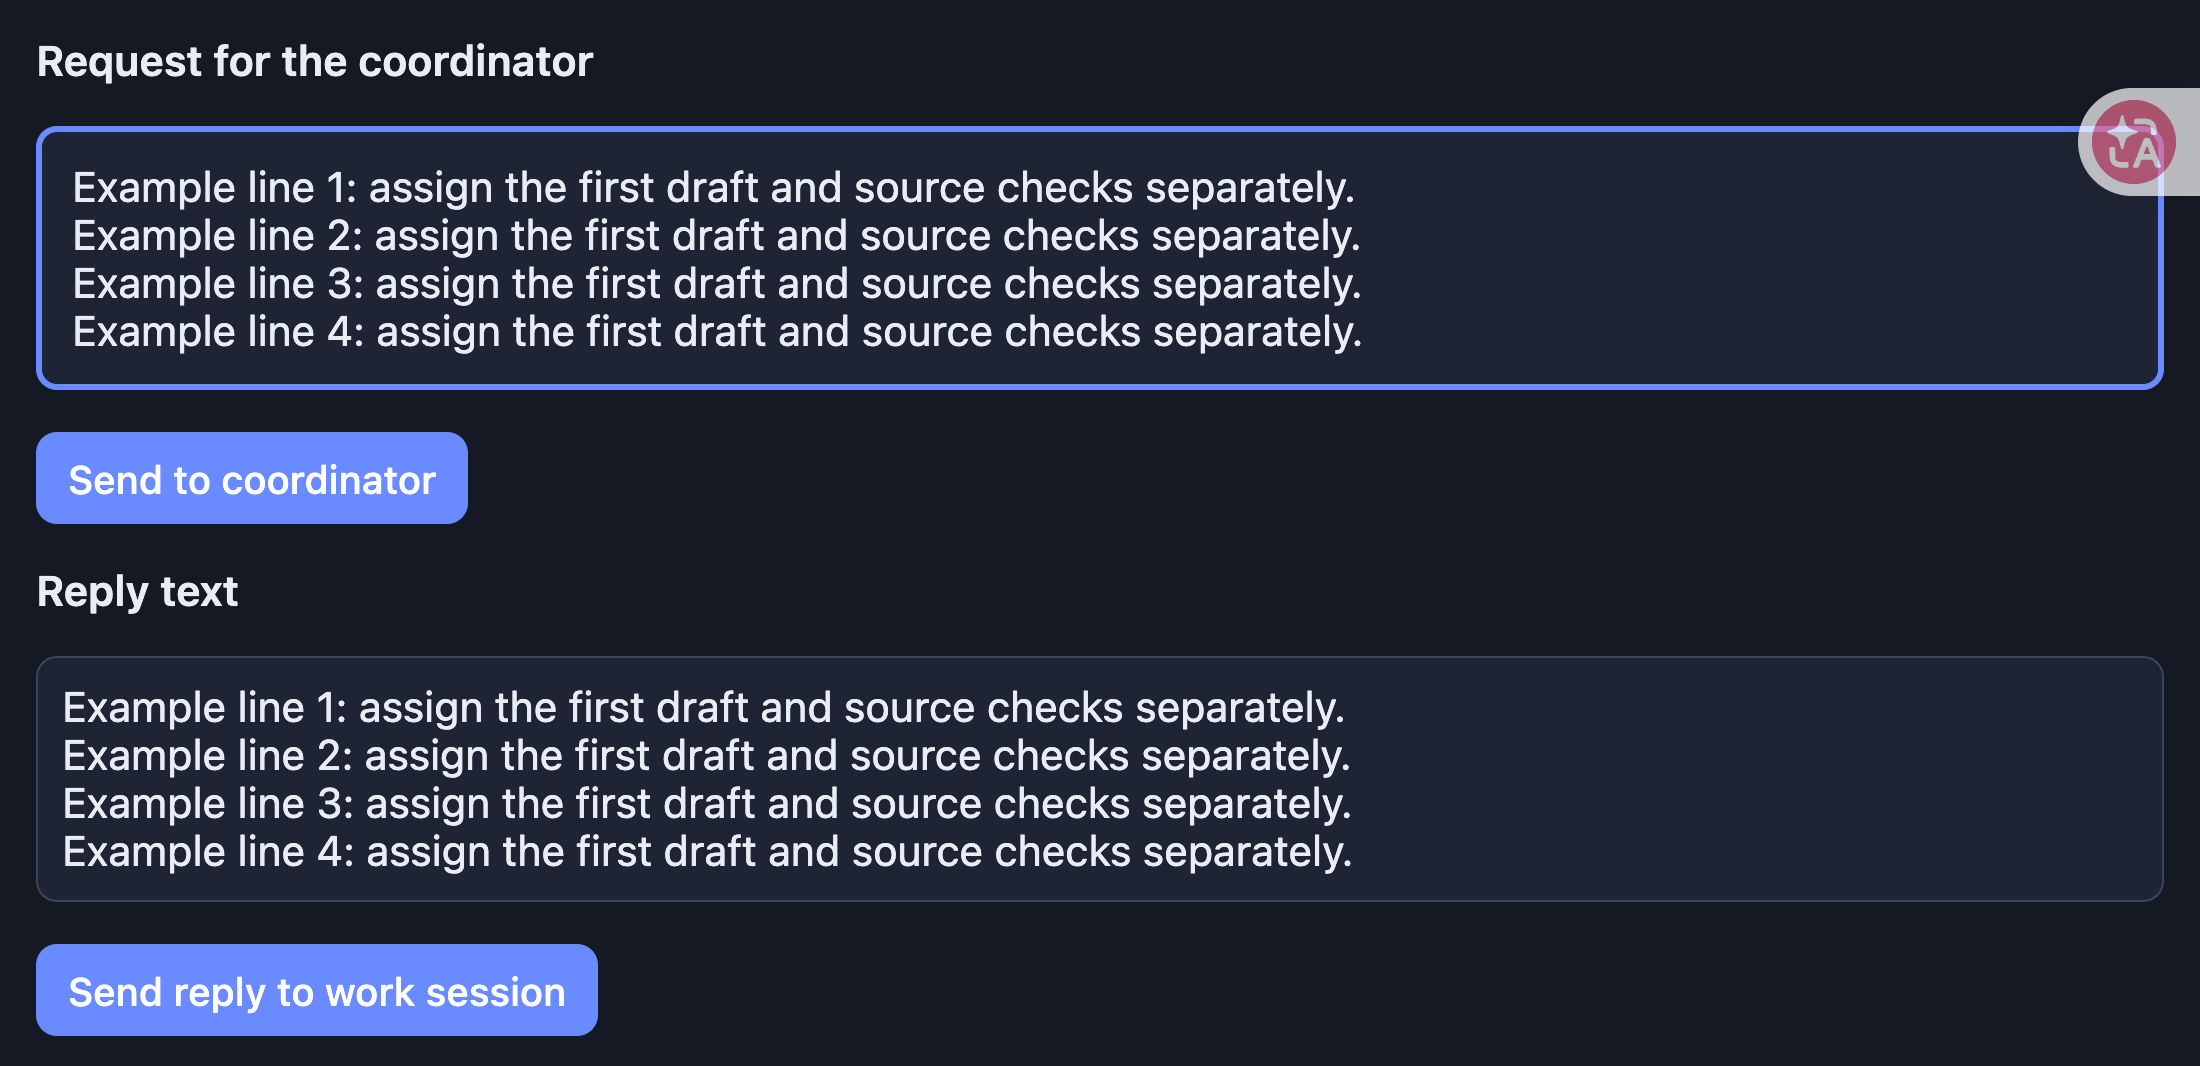 Request for the coordinator
Example line 1: assign the first draft and source checks separately.
Example line 2: assign the first draft and source checks separately.
Example line 3: assign the first draft and source checks separately.
Example line 4: assign the first draft and source checks separately.
Send to coordinator
Reply text
Example line 1: assign the first draft and source checks separately.
Example line 2: assign the first draft and source checks separately.
Example line 3: assign the first draft and source checks separately.
Example line 4: assign the first draft and source checks separately.
Send reply to work session